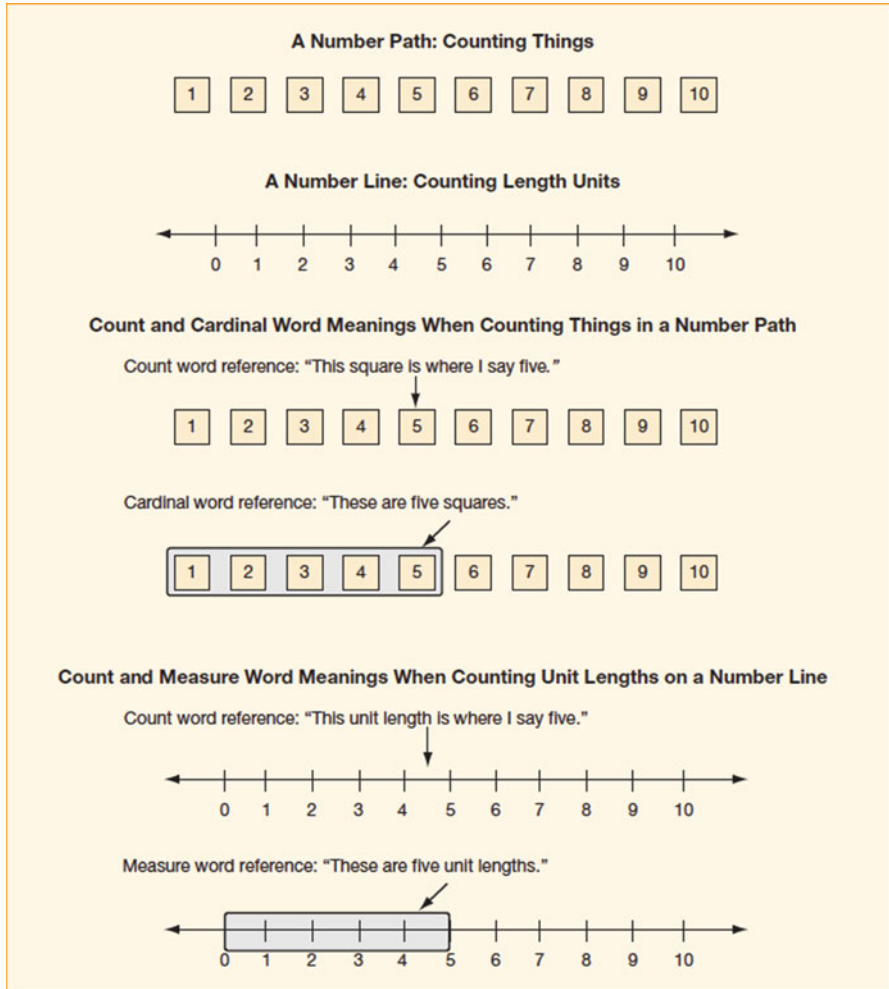 A Number Path: Counting Things
1 2 3 4 5 6 7 8 9 10
A Number Line: Counting Length Units
0 1 2 3 4 5 6 7 8 9 10
Count and Cardinal Word Meanings When Counting Things in a Number Path
Count word reference: “This square is where I say five.”
1 2 3 4 5 6 7 8 9 10
Cardinal word reference: “These are five squares.”
1 2 3 4 5 6 7 8 9 10
Count and Measure Word Meanings When Counting Unit Lengths on a Number Line
Count word reference: “This unit length is where I say five.”
0 1 2 3 4 5 6 7 8 9 10
Measure word reference: “These are five unit lengths.”
0 1 2 3 4 5 6 7 8 9 10